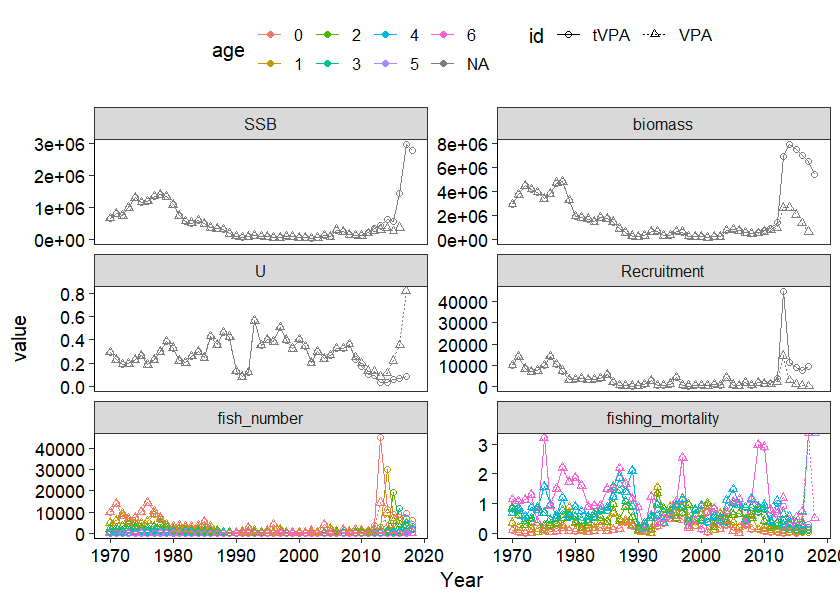 age 0 2 4 6 id tVPA VPA
1 3 5 NA
SSB biomass
3e+06 8e+06
2e+06 6e+06
1e+06 4e+06
0e+00 2e+06
0e+00
U Recruitment
0.8 40000
0.6 30000
0.4 20000
0.2 10000
0.0 0
value
fish_number fishing_mortality
40000 3
30000 2
20000 1
10000 0
0
1970 1980 1990 2000 2010 2020 1970 1980 1990 2000 2010 2020
Year